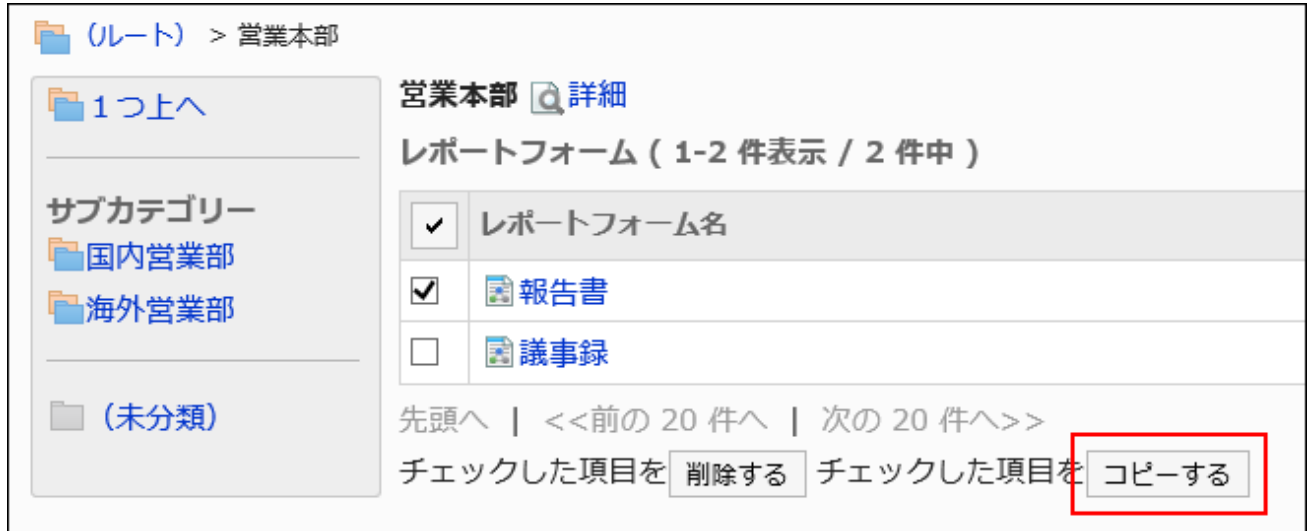 （ルート） > 営業本部
1つ上へ
サブカテゴリー
国内営業部
海外営業部
（未分類）
営業本部 詳細
レポートフォーム ( 1-2 件表示 / 2 件中 )
レポートフォーム名
報告書
議事録
先頭へ | <<前の 20 件へ | 次の 20 件へ>>
チェックした項目を 削除する チェックした項目を コピーする